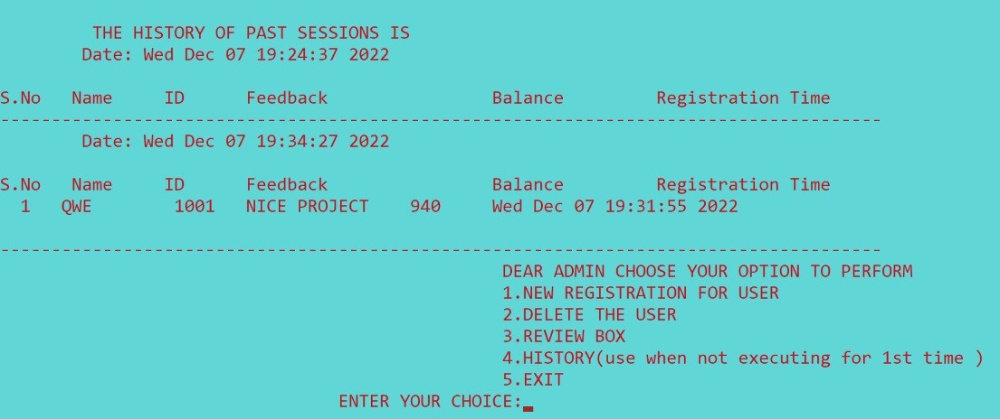 THE HISTORY OF PAST SESSIONS IS
Date: Wed Dec 07 19:24:37 2022
S.No Name ID Feedback Balance Registration Time
--------------------------------------------------------------------------------------
Date: Wed Dec 07 19:34:27 2022
S.No Name ID Feedback Balance Registration Time
1 QWE 1001 NICE PROJECT 940 Wed Dec 07 19:31:55 2022
--------------------------------------------------------------------------------------
DEAR ADMIN CHOOSE YOUR OPTION TO PERFORM
1.NEW REGISTRATION FOR USER
2.DELETE THE USER
3.REVIEW BOX
4.HISTORY(use when not executing for 1st time )
5.EXIT
ENTER YOUR CHOICE: